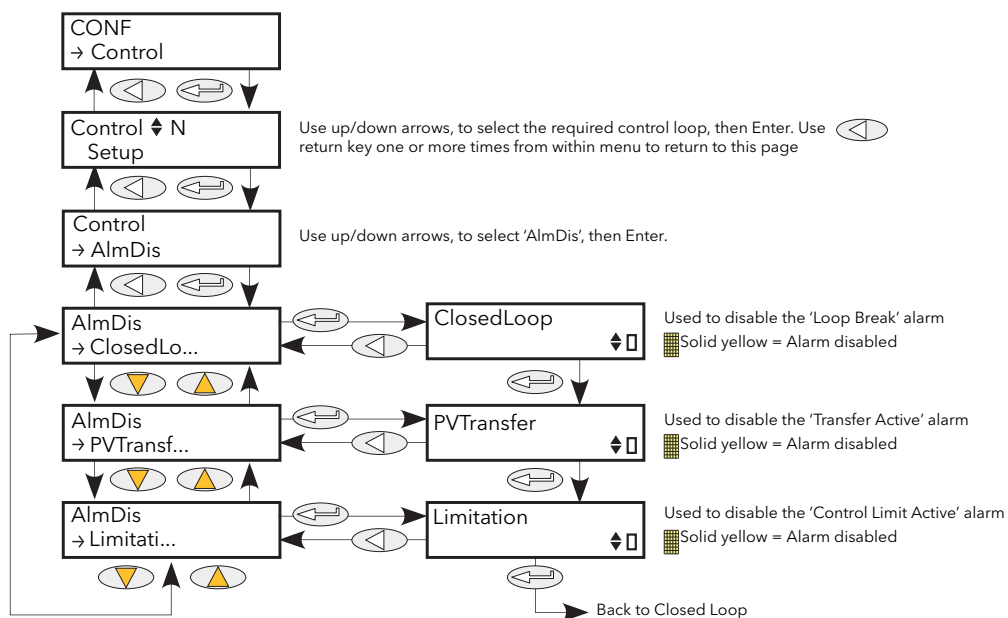 CONF
→ Control
Control ♦ N
Setup
Use up/down arrows, to select the required control loop, then Enter. Use
return key one or more times from within menu to return to this page
Control
→ AlmDis
Use up/down arrows, to select 'AlmDis', then Enter.
AlmDis
→ ClosedLo...
ClosedLoop
Used to disable the 'Loop Break' alarm
Solid yellow = Alarm disabled
AlmDis
→ PVTransf...
PVTransfer
Used to disable the 'Transfer Active' alarm
Solid yellow = Alarm disabled
AlmDis
→ Limitati...
Limitation
Used to disable the 'Control Limit Active' alarm
Solid yellow = Alarm disabled
Back to Closed Loop